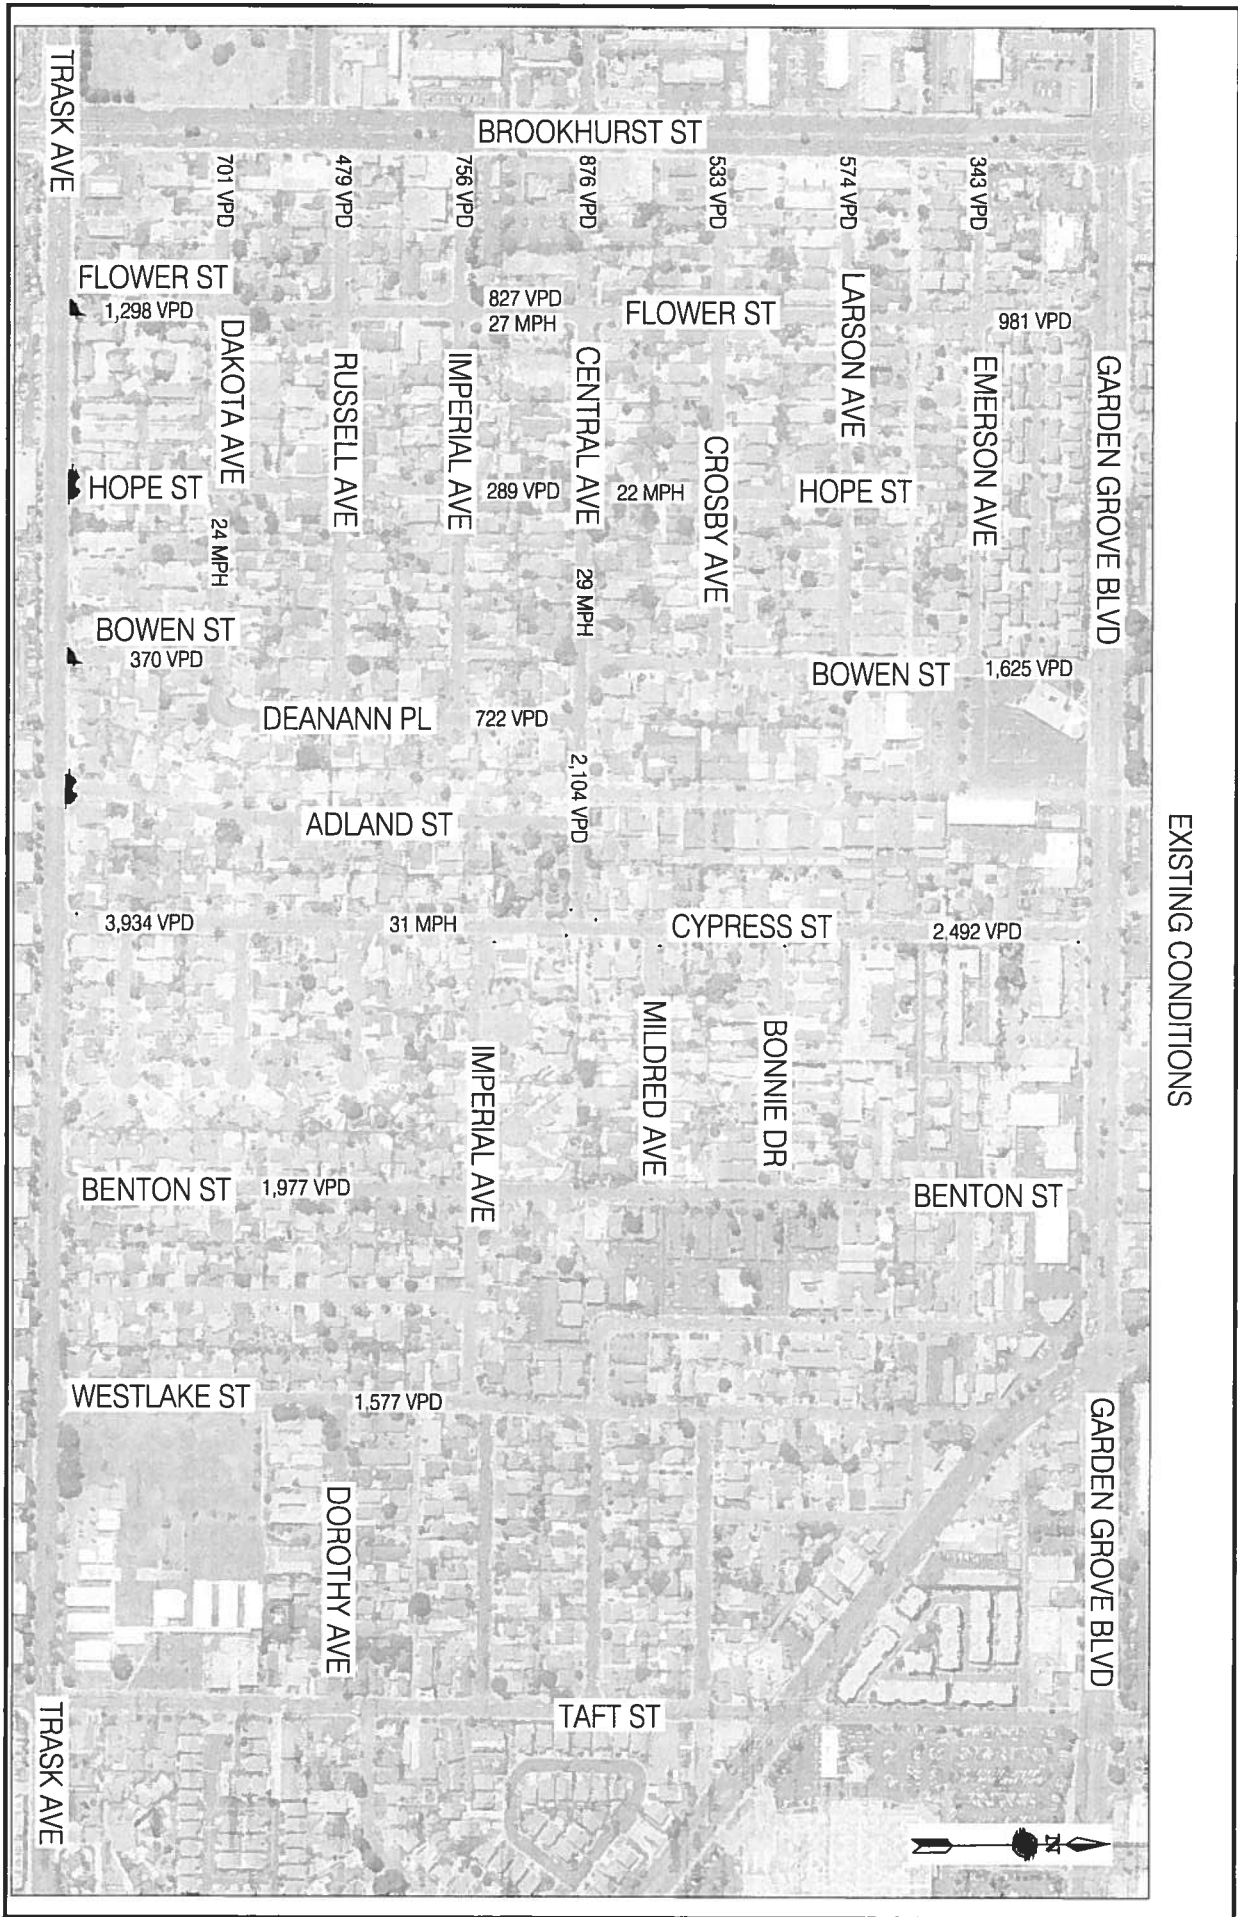 EXISTING CONDITIONS
GARDEN GROVE BLVD
GARDEN GROVE BLVD
BROOKHURST ST
343 VPD
EMERSON AVE
981 VPD
1,625 VPD
574 VPD
LARSON AVE
HOPE ST
BOWEN ST
2,492 VPD
BENTON ST
533 VPD
CROSBY AVE
FLOWER ST
22 MPH
CYPRESS ST
BONNIE DR
MILDRED AVE
TAFT ST
876 VPD
CENTRAL AVE
29 MPH
2,104 VPD
827 VPD
27 MPH
289 VPD
722 VPD
756 VPD
IMPERIAL AVE
IMPERIAL AVE
31 MPH
479 VPD
RUSSELL AVE
DEANANN PL
ADLAND ST
1,977 VPD
1,577 VPD
DOROTHY AVE
701 VPD
DAKOTA AVE
24 MPH
FLOWER ST
1,298 VPD
HOPE ST
BOWEN ST
370 VPD
3,934 VPD
BENTON ST
WESTLAKE ST
TRASK AVE
TRASK AVE
N